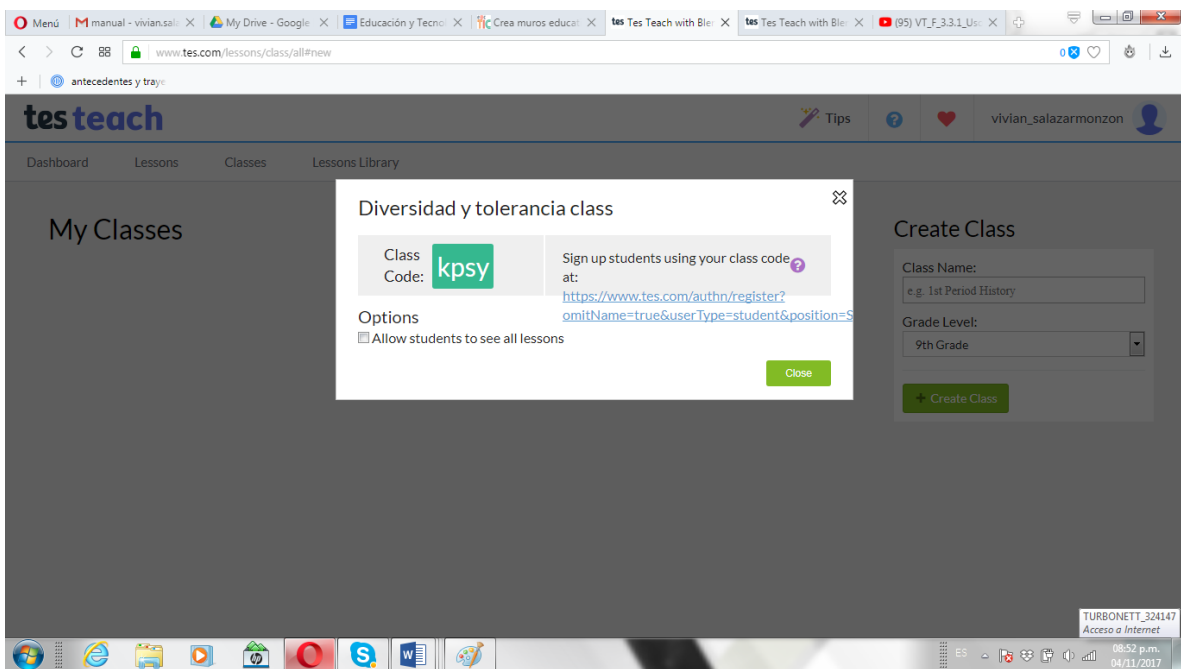 Menú
manual - vivian.sala
My Drive - Google
Educación y Tecno
Crea muros educat
tes Tes Teach with Blen
tes Tes Teach with Blen
(95) VT_F_3.3.1_Uso
www.tes.com/lessons/class/all#new
0
antecedentes y traye
tes teach
Tips
vivian_salazarmonzon
Dashboard Lessons Classes Lessons Library
My Classes
Diversidad y tolerancia class
Class
Code:
kpsy
Sign up students using your class code
at:
https://www.tes.com/authn/register?
omitName=true&userType=student&position=S
Options
Allow students to see all lessons
Close
Create Class
Class Name:
e.g. 1st Period History
Grade Level:
9th Grade
+ Create Class
TURBONETT_324147
Acceso a Internet
ES
08:52 p.m.
04/11/2017